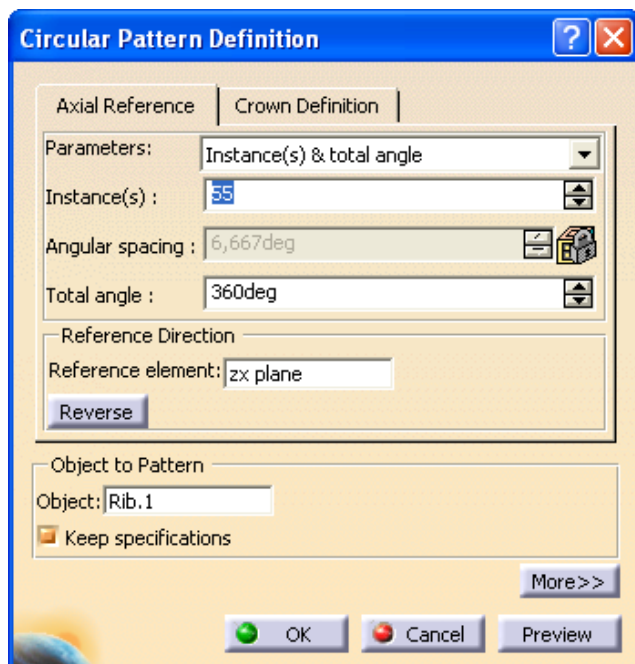 Circular Pattern Definition
Axial Reference Crown Definition
Parameters: Instance(s) & total angle
Instance(s) : 55
Angular spacing : 6,667deg
Total angle : 360deg
Reference Direction
Reference element: zx plane
Reverse
Object to Pattern
Object: Rib.1
Keep specifications
More>>
OK Cancel Preview